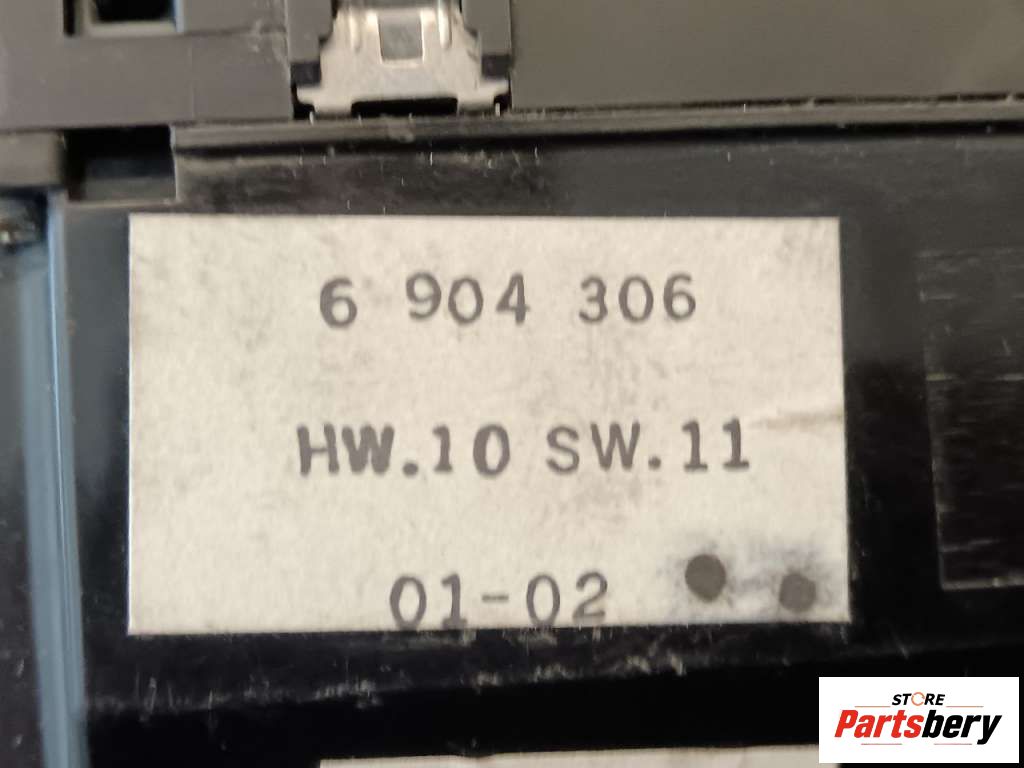 6 904 306
HW.10 SW.11
01-02
STORE
Partsbery